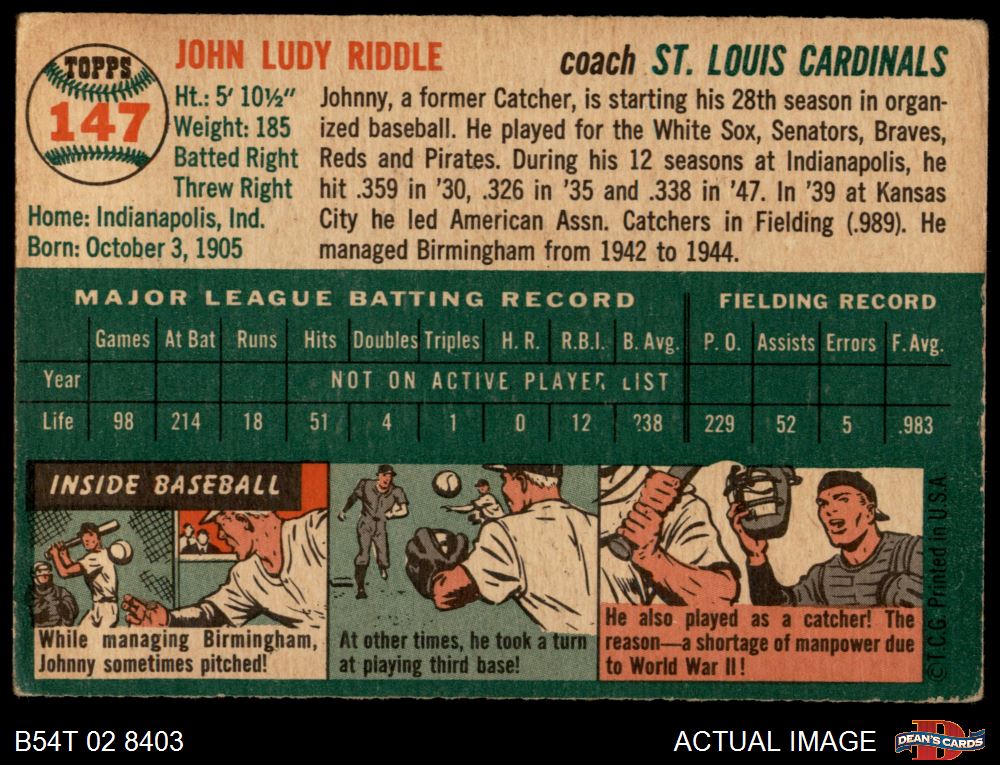 TOPPS
147
JOHN LUDY RIDDLE
coach ST. LOUIS CARDINALS
Ht.: 5' 10½"
Weight: 185
Batted Right
Threw Right
Home: Indianapolis, Ind.
Born: October 3, 1905
Johnny, a former Catcher, is starting his 28th season in organ-
ized baseball. He played for the White Sox, Senators, Braves,
Reds and Pirates. During his 12 seasons at Indianapolis, he
hit .359 in '30, .326 in '35 and .338 in '47. In '39 at Kansas
City he led American Assn. Catchers in Fielding (.989). He
managed Birmingham from 1942 to 1944.
MAJOR LEAGUE BATTING RECORD FIELDING RECORD
Games At Bat Runs Hits Doubles Triples H. R. R.B.I. B. Avg. P. O. Assists Errors F. Avg.
Year NOT ON ACTIVE PLAYER LIST
Life 98 214 18 51 4 1 0 12 238 229 52 5 .983
INSIDE BASEBALL
While managing Birmingham,
Johnny sometimes pitched!
At other times, he took a turn
at playing third base!
He also played as a catcher! The
reason—a shortage of manpower due
to World War II!
©T.C.G. Printed in U.S.A.
B54T 02 8403
ACTUAL IMAGE
DEAN'S CARDS